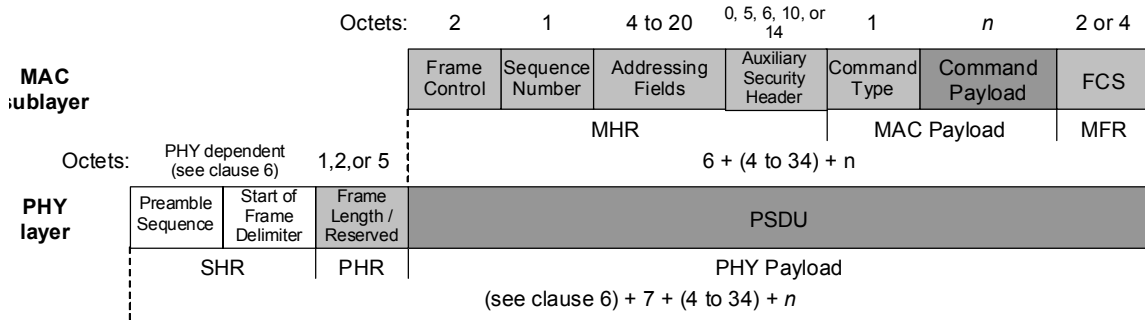 Octets: 2 1 4 to 20 0, 5, 6, 10, or 14 1 n 2 or 4
MAC sublayer
Frame Control
Sequence Number
Addressing Fields
Auxiliary Security Header
Command Type
Command Payload
FCS
MHR MAC Payload MFR
Octets: PHY dependent (see clause 6) 1,2,or 5 6 + (4 to 34) + n
PHY layer
Preamble Sequence
Start of Frame Delimiter
Frame Length / Reserved
PSDU
SHR PHR PHY Payload
(see clause 6) + 7 + (4 to 34) + n